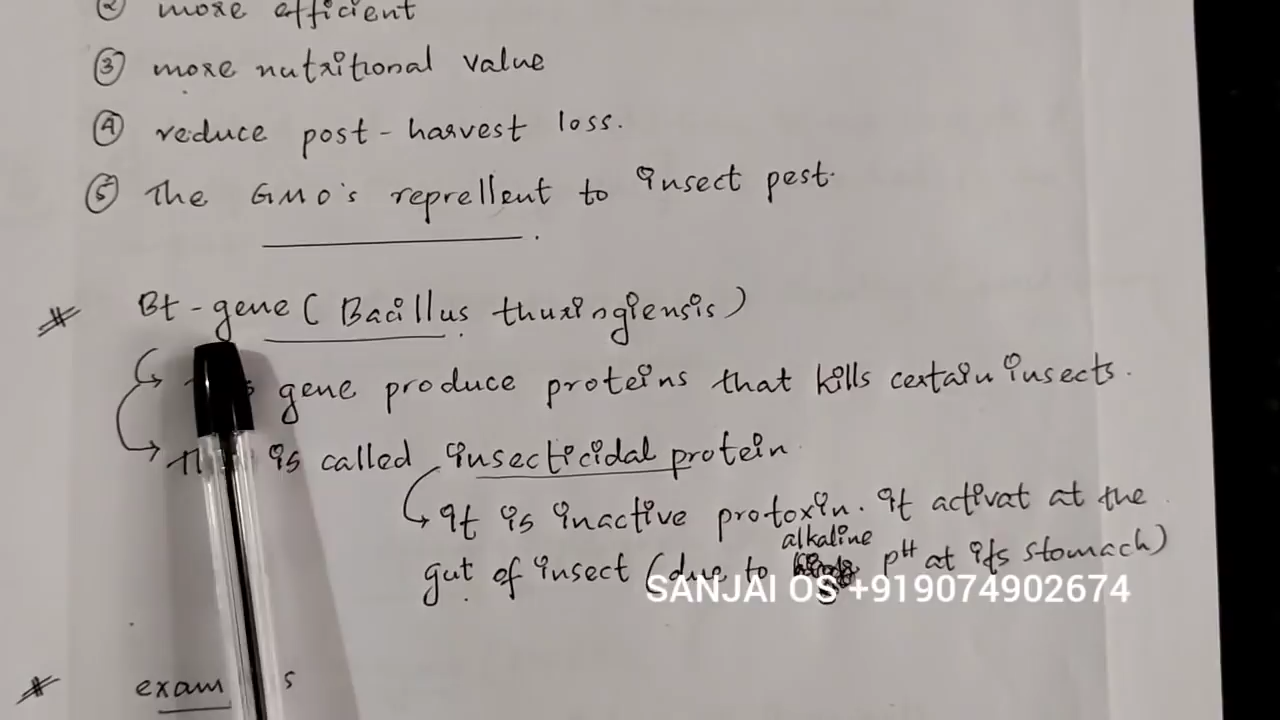 ② more efficient
③ more nutritional value
④ reduce post-harvest loss.
⑤ The GMO's reprellent to insect pest.
* Bt-gene (Bacillus thuringiensis)
gene produce proteins that kills certain insects.
is called insecticidal protein
It is inactive protoxin. It activat at the
gut of insect (due to alkaline pH at its stomach)
SANJAI OS +919074902674
* exam